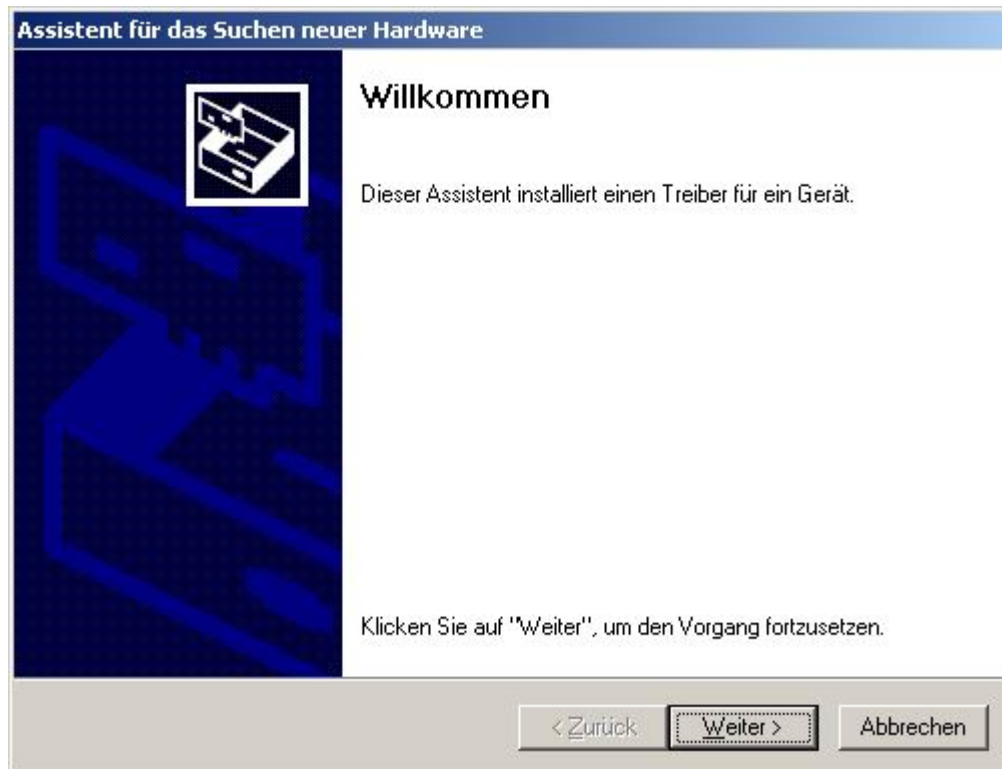 Assistent für das Suchen neuer Hardware
Willkommen
Dieser Assistent installiert einen Treiber für ein Gerät.
Klicken Sie auf "Weiter", um den Vorgang fortzusetzen.
< Zurück Weiter > Abbrechen